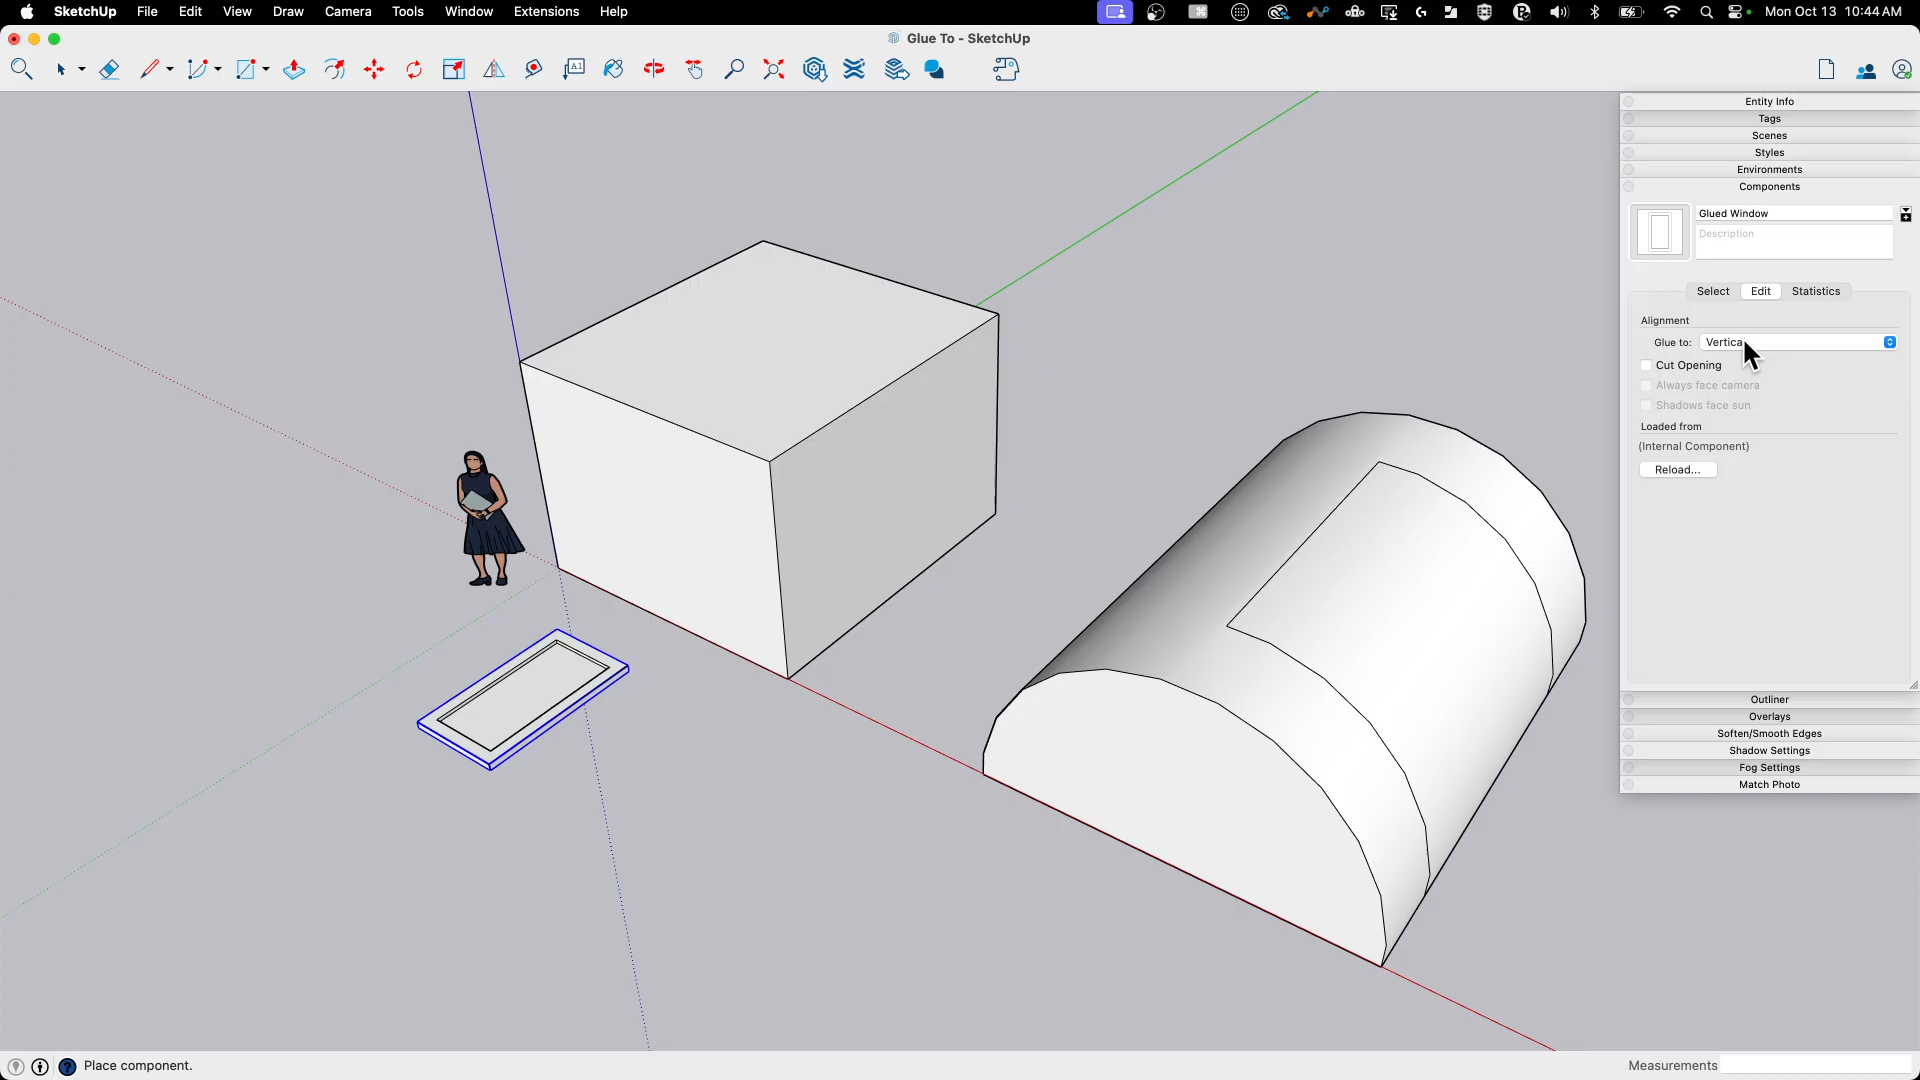 SketchUp File Edit View Draw Camera Tools Window Extensions Help
Mon Oct 13 10:44 AM
Glue To - SketchUp
A1
Entity Info
Tags
Scenes
Styles
Environments
Components
Glued Window
Description
Select Edit Statistics
Alignment
Glue to: Vertica
Cut Opening
Always face camera
Shadows face sun
Loaded from
(Internal Component)
Reload...
Outliner
Overlays
Soften/Smooth Edges
Shadow Settings
Fog Settings
Match Photo
Place component.
Measurements